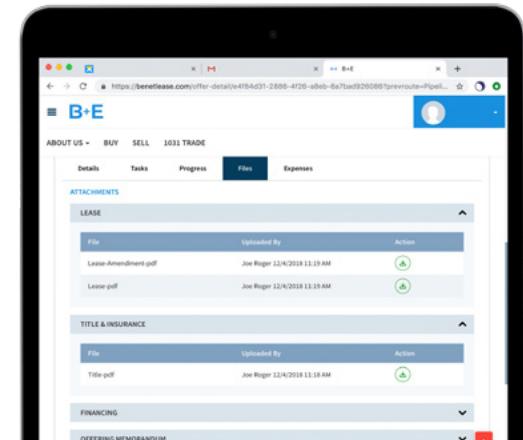 B+E
https://benetlease.com/offer-detail/e4f84d31-2886-4f26-a8eb-6a7bad926086?prevroute=Pipeli...
B+E
ABOUT US BUY SELL 1031 TRADE
Details Tasks Progress Files Expenses
ATTACHMENTS
LEASE
File Uploaded By Action
Lease-Amendment-pdf Joe Roger 12/4/2018 11:19 AM
Lease-pdf Joe Roger 12/4/2018 11:19 AM
TITLE & INSURANCE
File Uploaded By Action
Title-pdf Joe Roger 12/4/2018 11:18 AM
FINANCING
OFFERING MEMORANDUM